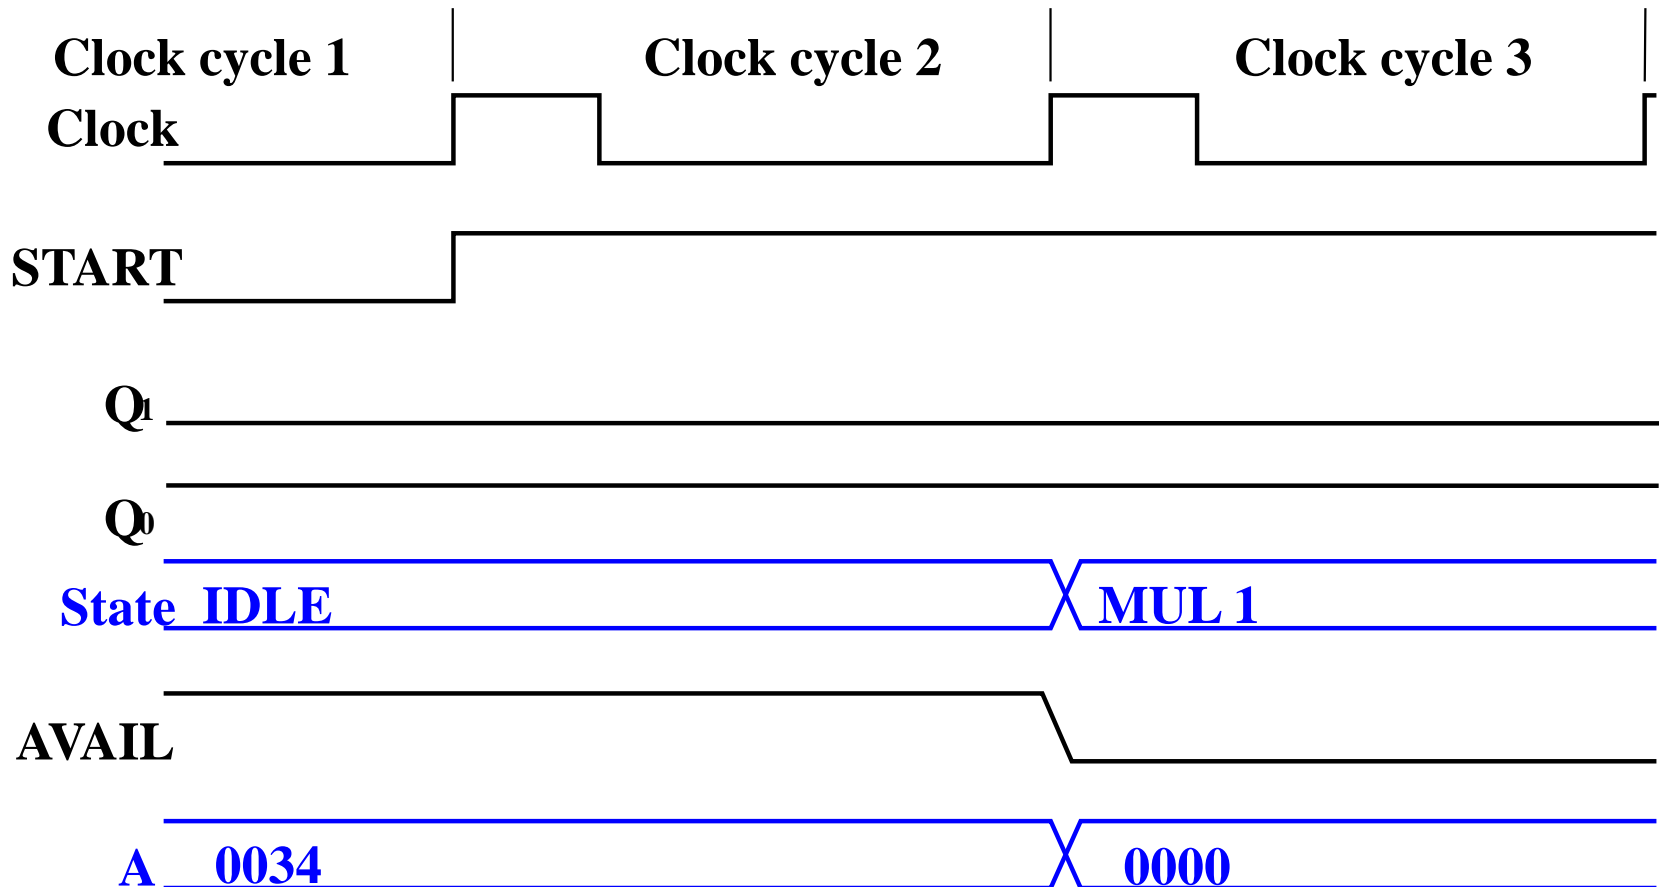 Clock cycle 1 Clock cycle 2 Clock cycle 3
Clock
START
Q1
Q0
State IDLE MUL 1
AVAIL
A 0034 0000